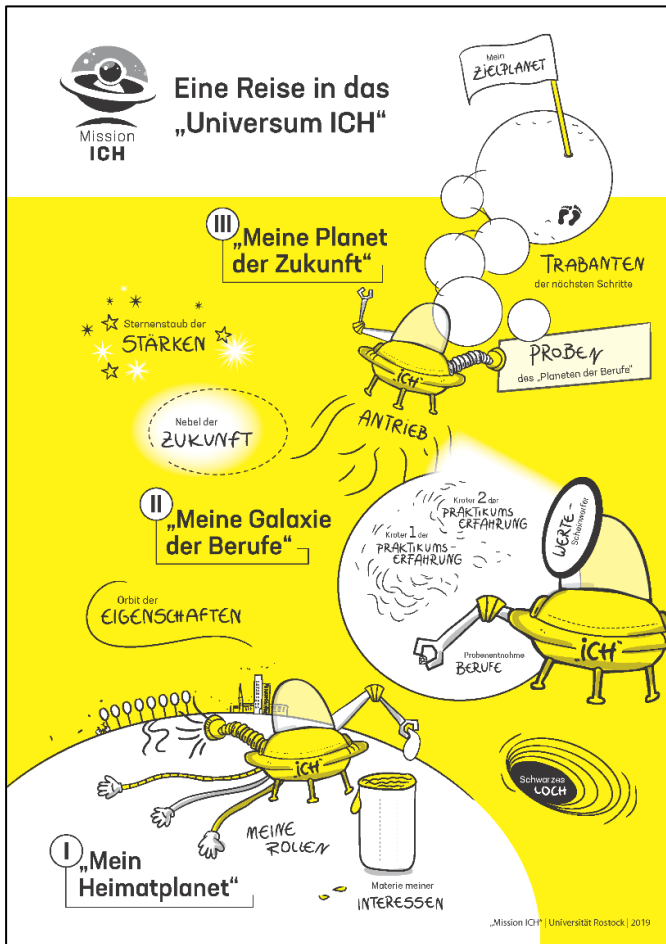 Mission
ICH
Eine Reise in das
„Universum ICH“
Mein
ZIELPLANET
III
„Meine Planet
der Zukunft“
TRABANTEN
der nächsten Schritte
Sternenstaub der
STÄRKEN
PROBEN
des „Planeten der Berufe“
ICH
ANTRIEB
Nebel der
ZUKUNFT
II
„Meine Galaxie
der Berufe“
Krater 2 der
PRAKTIKUMS
ERFAHRUNG
Krater 1 der
PRAKTIKUMS-
ERFAHRUNG
WERTE-
Scheinwerfer
Orbit der
EIGENSCHAFTEN
ICH
Probenentnahme
BERUFE
ICH
Schwarzes
LOCH
MEINE
ROLLEN
I
„Mein
Heimatplanet“
Materie meiner
INTERESSEN
„Mission ICH“ | Universität Rostock | 2019